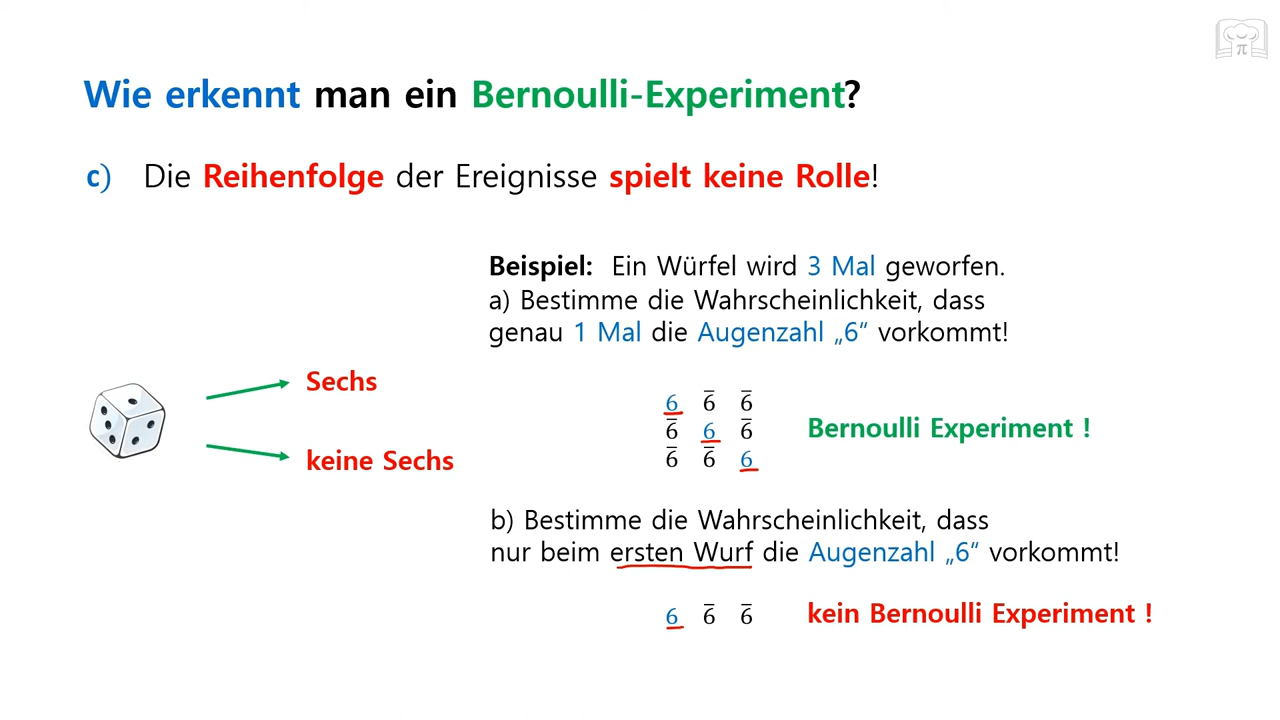 Wie erkennt man ein Bernoulli-Experiment?
c) Die Reihenfolge der Ereignisse spielt keine Rolle!
Beispiel: Ein Würfel wird 3 Mal geworfen.
a) Bestimme die Wahrscheinlichkeit, dass
genau 1 Mal die Augenzahl „6“ vorkommt!
Sechs
keine Sechs
6 6̅ 6̅
6̅ 6 6̅
6̅ 6̅ 6
Bernoulli Experiment !
b) Bestimme die Wahrscheinlichkeit, dass
nur beim ersten Wurf die Augenzahl „6“ vorkommt!
6 6̅ 6̅
kein Bernoulli Experiment !
π